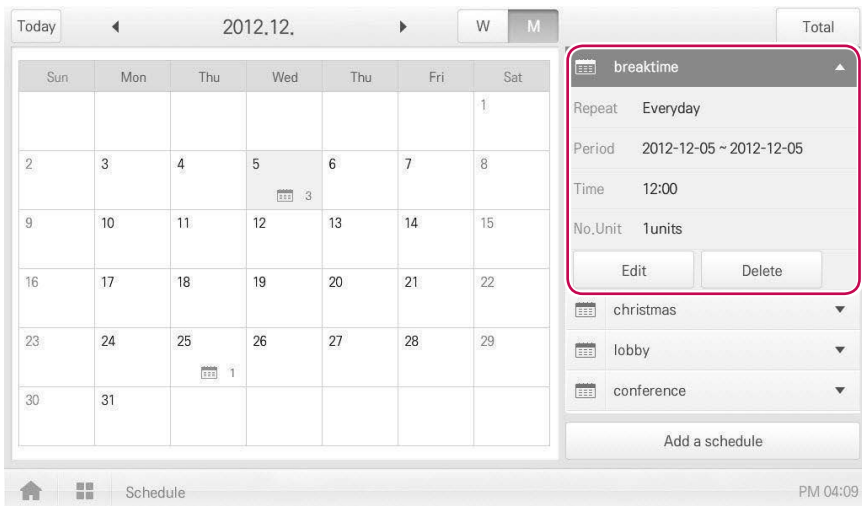 Today 2012.12. W M Total
Sun Mon Thu Wed Thu Fri Sat
1
2 3 4 5 6 7 8
3
9 10 11 12 13 14 15
16 17 18 19 20 21 22
23 24 25 26 27 28 29
1
30 31
breaktime
Repeat Everyday
Period 2012-12-05 ~ 2012-12-05
Time 12:00
No.Unit 1units
Edit Delete
christmas
lobby
conference
Add a schedule
Schedule PM 04:09